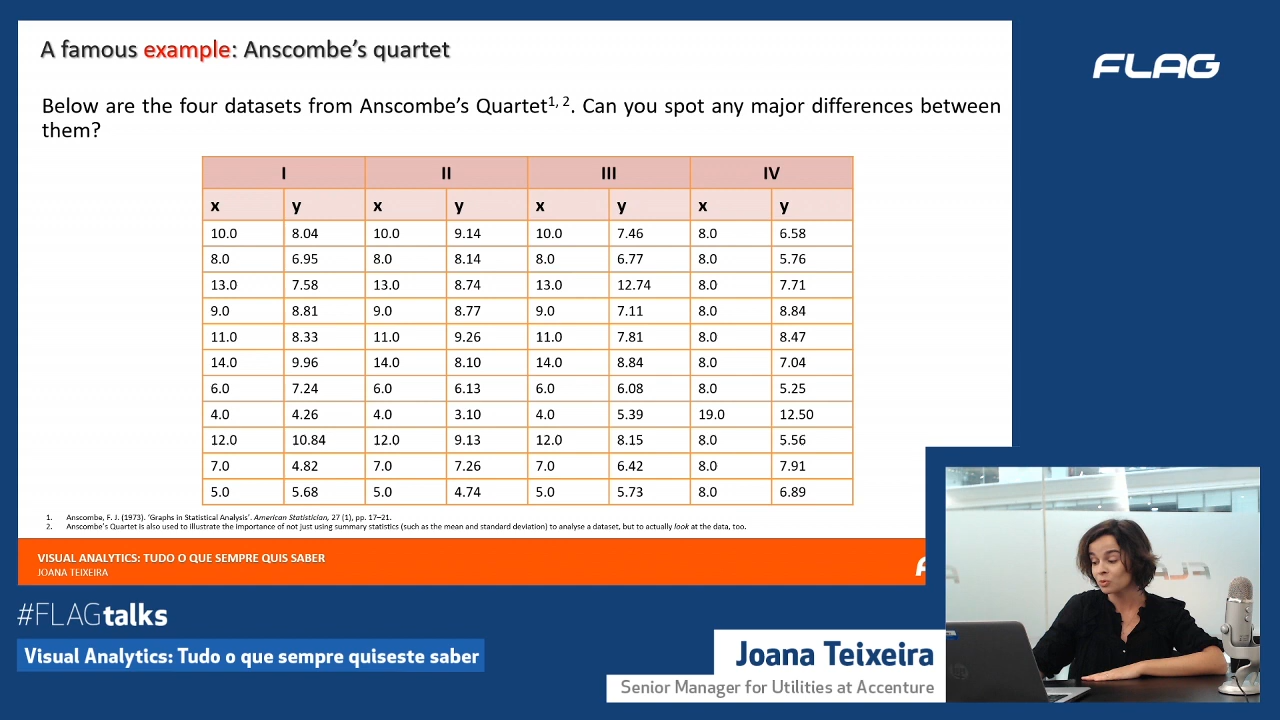 A famous example: Anscombe's quartet
FLAG
Below are the four datasets from Anscombe's Quartet1, 2. Can you spot any major differences between
them?
I II III IV
x y x y x y x y
10.0 8.04 10.0 9.14 10.0 7.46 8.0 6.58
8.0 6.95 8.0 8.14 8.0 6.77 8.0 5.76
13.0 7.58 13.0 8.74 13.0 12.74 8.0 7.71
9.0 8.81 9.0 8.77 9.0 7.11 8.0 8.84
11.0 8.33 11.0 9.26 11.0 7.81 8.0 8.47
14.0 9.96 14.0 8.10 14.0 8.84 8.0 7.04
6.0 7.24 6.0 6.13 6.0 6.08 8.0 5.25
4.0 4.26 4.0 3.10 4.0 5.39 19.0 12.50
12.0 10.84 12.0 9.13 12.0 8.15 8.0 5.56
7.0 4.82 7.0 7.26 7.0 6.42 8.0 7.91
5.0 5.68 5.0 4.74 5.0 5.73 8.0 6.89
1. Anscombe, F. J. (1973). 'Graphs in Statistical Analysis'. American Statistician, 27 (1), pp. 17–21.
2. Anscombe's Quartet is also used to illustrate the importance of not just using summary statistics (such as the mean and standard deviation) to analyse a dataset, but to actually look at the data, too.
VISUAL ANALYTICS: TUDO O QUE SEMPRE QUIS SABER
JOANA TEIXEIRA
#FLAGtalks
Visual Analytics: Tudo o que sempre quiseste saber
Joana Teixeira
Senior Manager for Utilities at Accenture